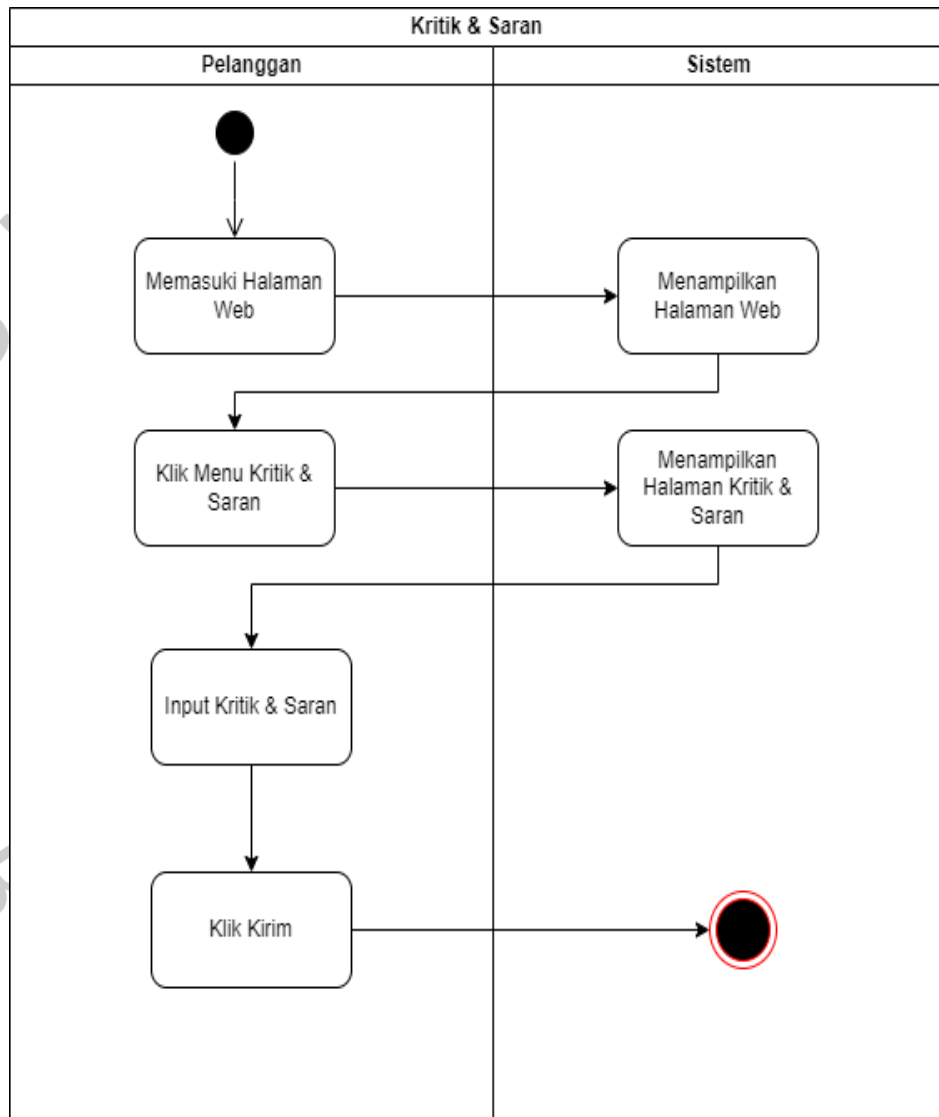 Kritik & Saran
Pelanggan
Sistem
Memasuki Halaman
Web
Menampilkan
Halaman Web
Klik Menu Kritik &
Saran
Menampilkan
Halaman Kritik &
Saran
Input Kritik & Saran
Klik Kirim